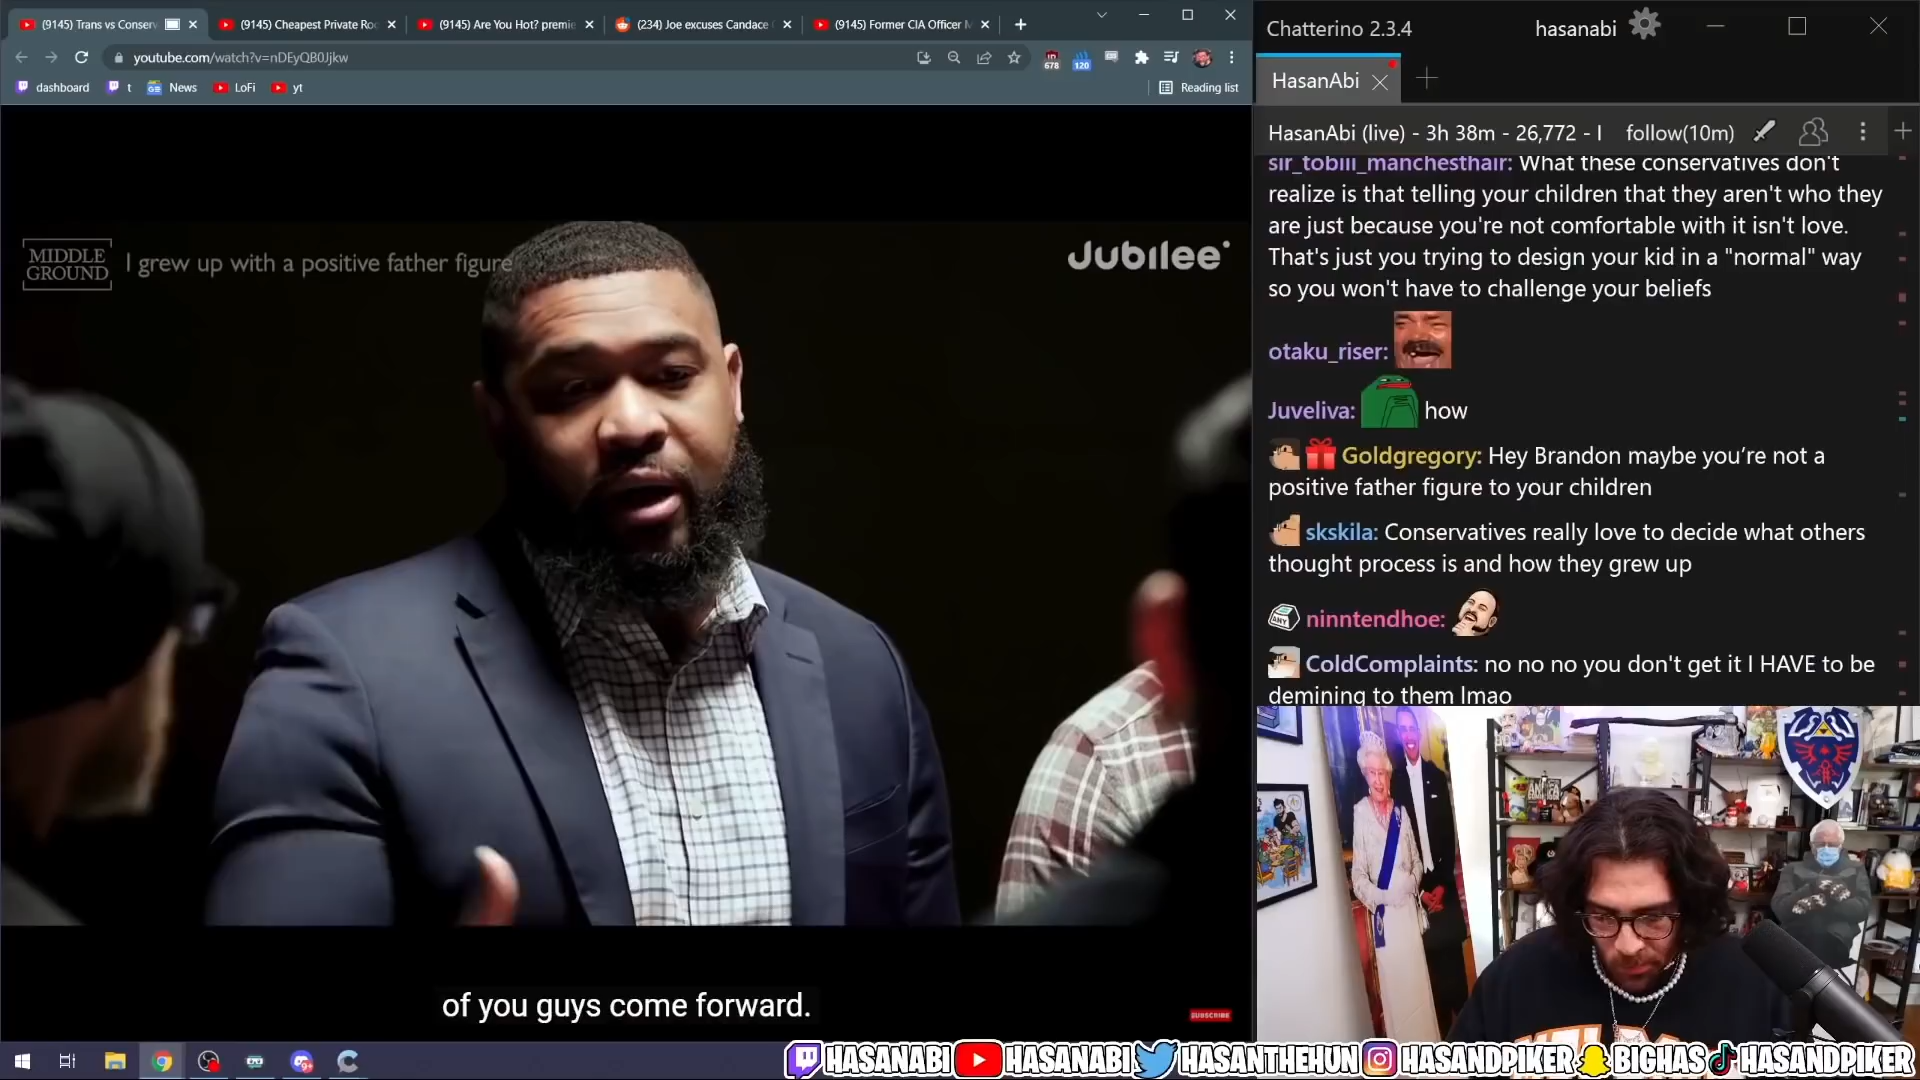 (9145) Trans vs Conserv
(9145) Cheapest Private Ro
(9145) Are You Hot? premie
(234) Joe excuses Candace
(9145) Former CIA Officer M
youtube.com/watch?v=nDEyQB0Jjkw
678
120
dashboard
t
News
LoFi
yt
Reading list
MIDDLE
GROUND
I grew up with a positive father figure
Jubilee
of you guys come forward.
SUBSCRIBE
Chatterino 2.3.4
hasanabi
HasanAbi
HasanAbi (live) - 3h 38m - 26,772 - I
follow(10m)
sir_tobiii_manchesthair: What these conservatives don't
realize is that telling your children that they aren't who they
are just because you're not comfortable with it isn't love.
That's just you trying to design your kid in a "normal" way
so you won't have to challenge your beliefs
otaku_riser:
Juveliva: how
Goldgregory: Hey Brandon maybe you’re not a
positive father figure to your children
skskila: Conservatives really love to decide what others
thought process is and how they grew up
ANY ninntendhoe:
ColdComplaints: no no no you don't get it I HAVE to be
demining to them lmao
HASANABI HASANABI HASANTHEHUN HASANDPIKER BIGHAS HASANDPIKER